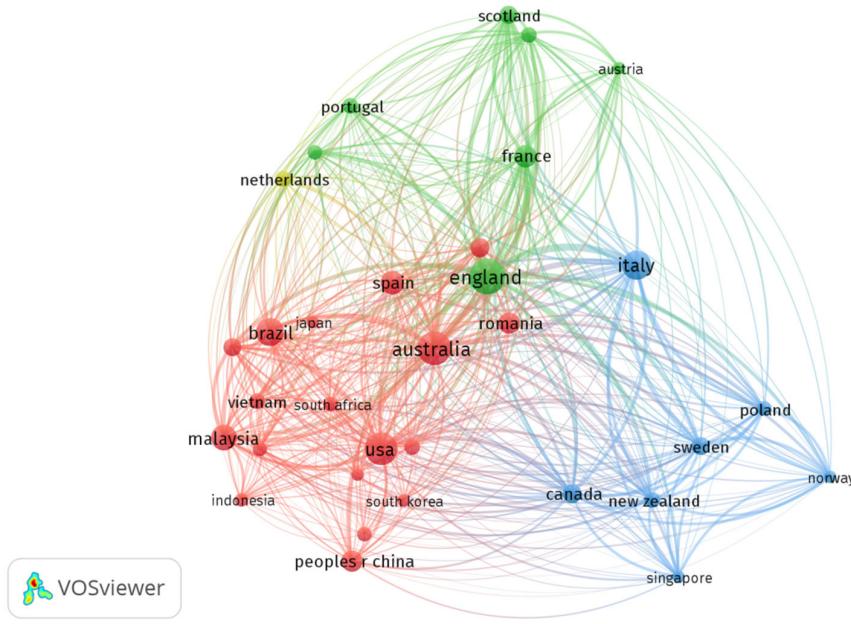 scotland
austria
portugal
france
netherlands
england
italy
spain
japan
brazil
romania
australia
vietnam
south africa
poland
malaysia
usa
sweden
norway
indonesia
south korea
canada
new zealand
peoples r china
singapore
VOSviewer